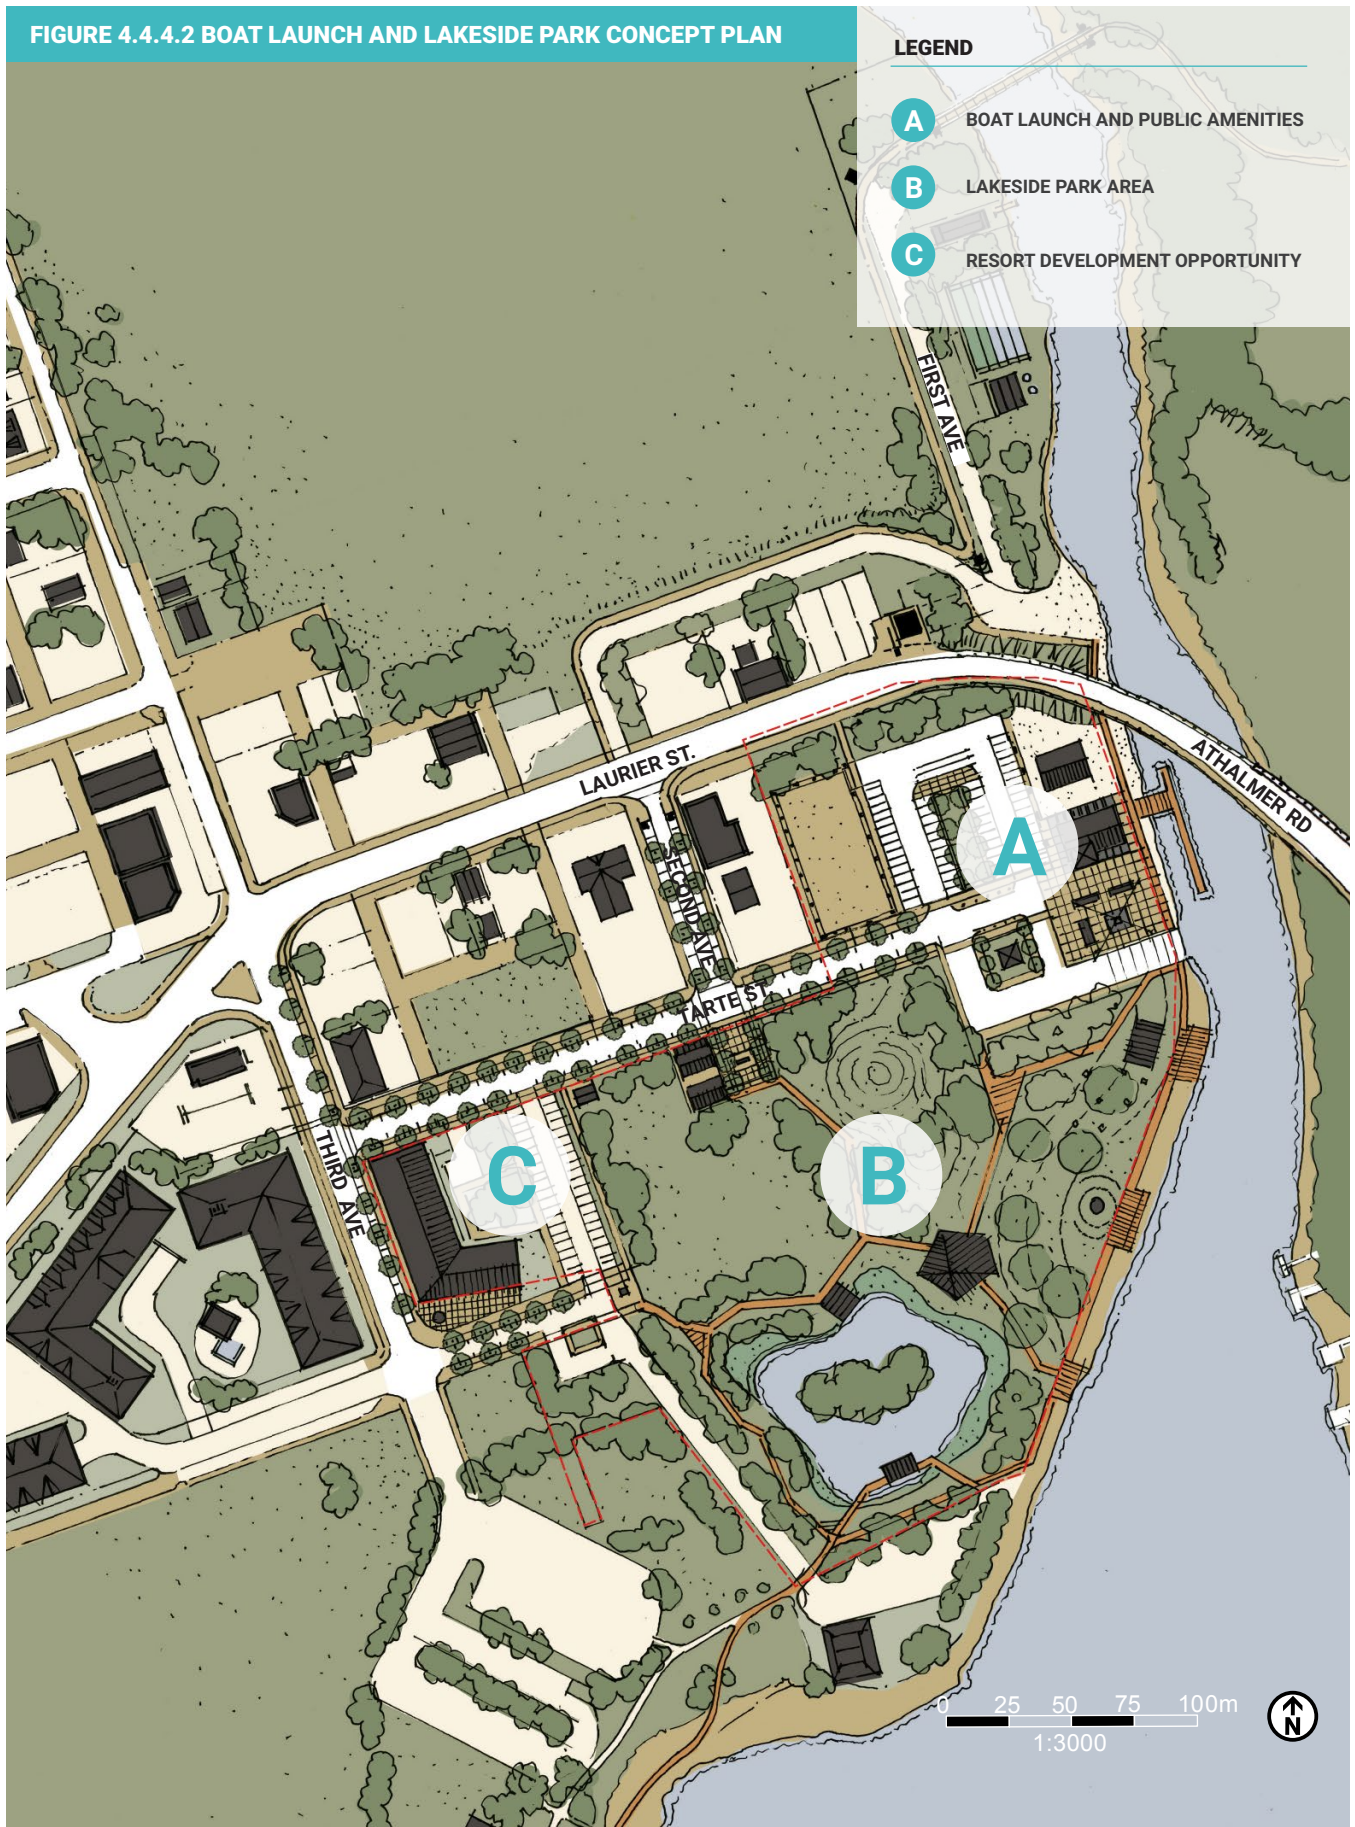 FIGURE 4.4.4.2 BOAT LAUNCH AND LAKESIDE PARK CONCEPT PLAN
LEGEND
A BOAT LAUNCH AND PUBLIC AMENITIES
B LAKESIDE PARK AREA
C RESORT DEVELOPMENT OPPORTUNITY
FIRST AVE
LAURIER ST.
ATHALMER RD
A
SECOND AVE
TARTE ST.
THIRD AVE
C
B
0 25 50 75 100m
1:3000
N